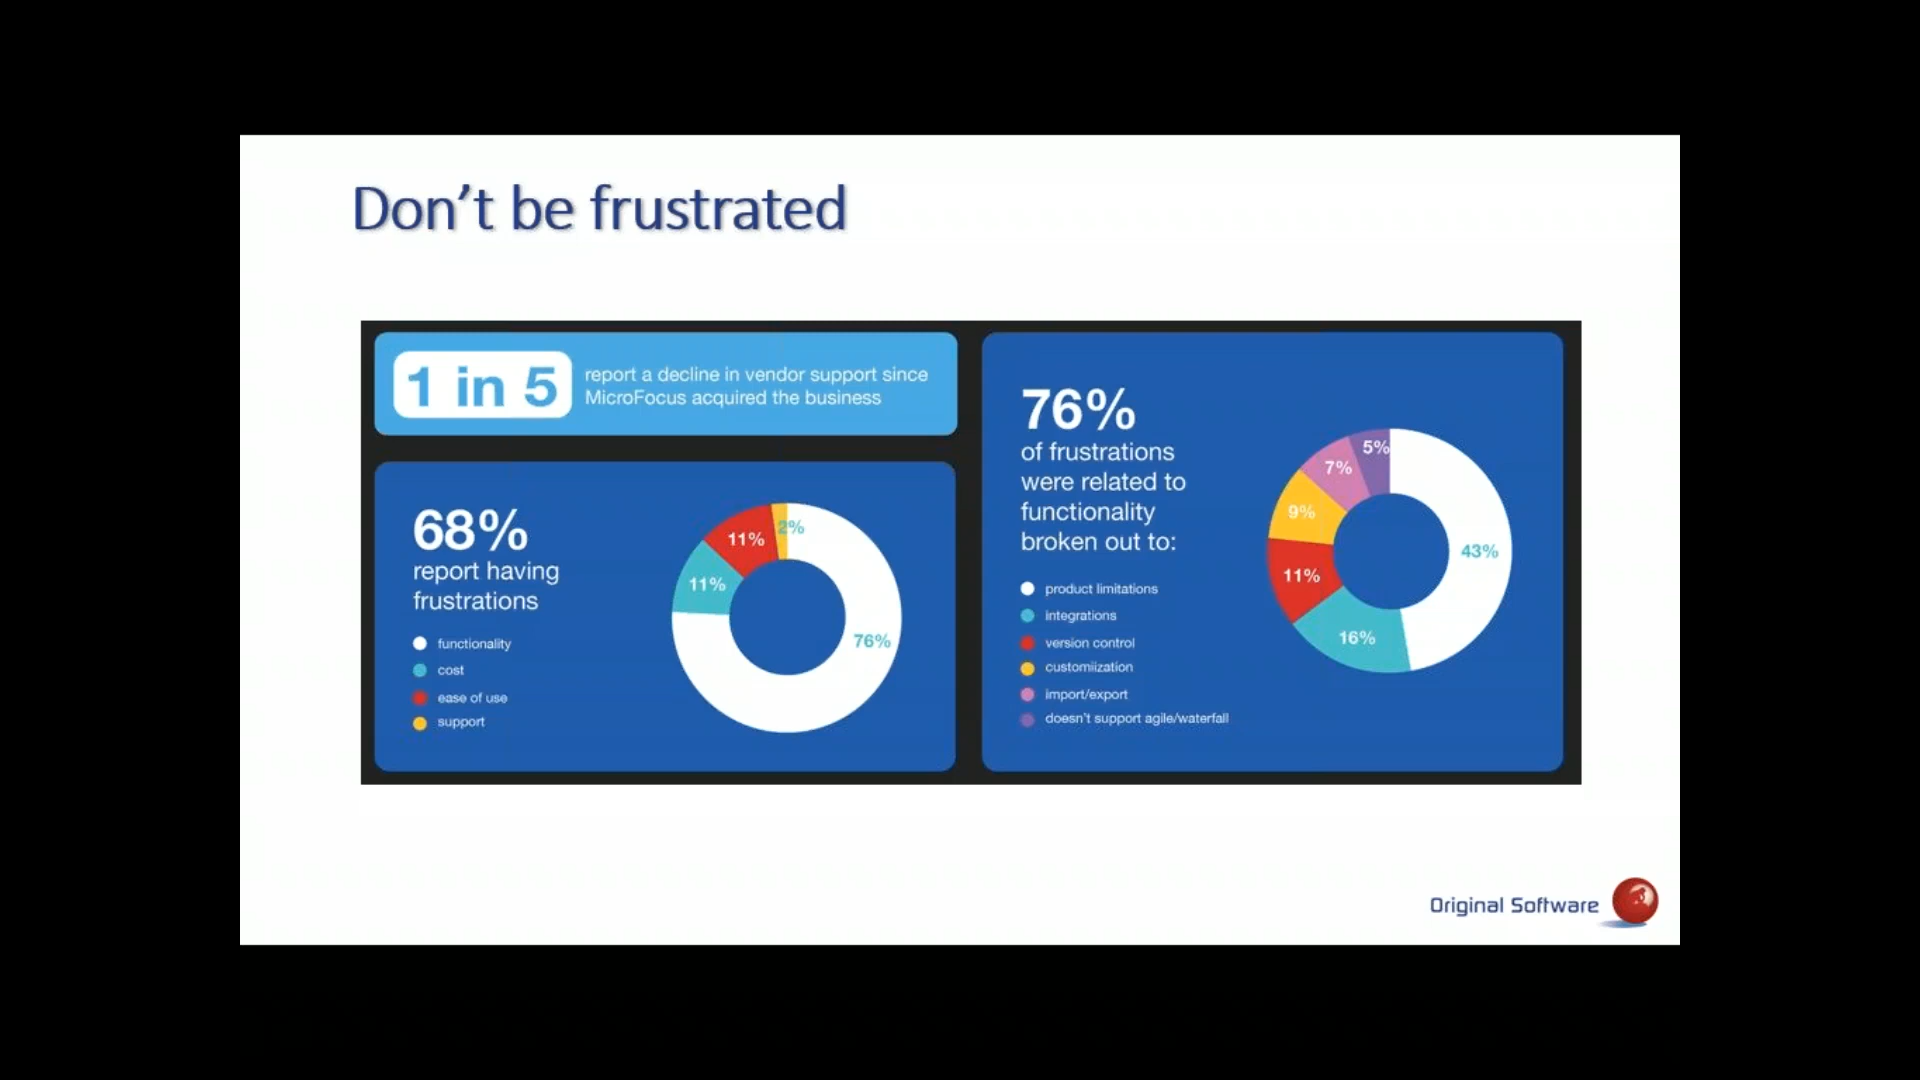 Don't be frustrated
1 in 5
report a decline in vendor support since
MicroFocus acquired the business
68%
report having
frustrations
functionality
cost
ease of use
support
2%
11%
11%
76%
76%
of frustrations
were related to
functionality
broken out to:
product limitations
integrations
version control
customiization
import/export
doesn't support agile/waterfall
5%
7%
9%
43%
11%
16%
Original Software